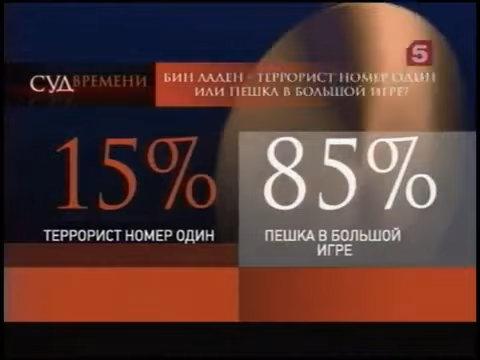 5
СУД ВРЕМЕНИ
БИН ЛАДЕН - ТЕРРОРИСТ НОМЕР ОДИН
ИЛИ ПЕШКА В БОЛЬШОЙ ИГРЕ?
15%
85%
ТЕРРОРИСТ НОМЕР ОДИН
ПЕШКА В БОЛЬШОЙ
ИГРЕ